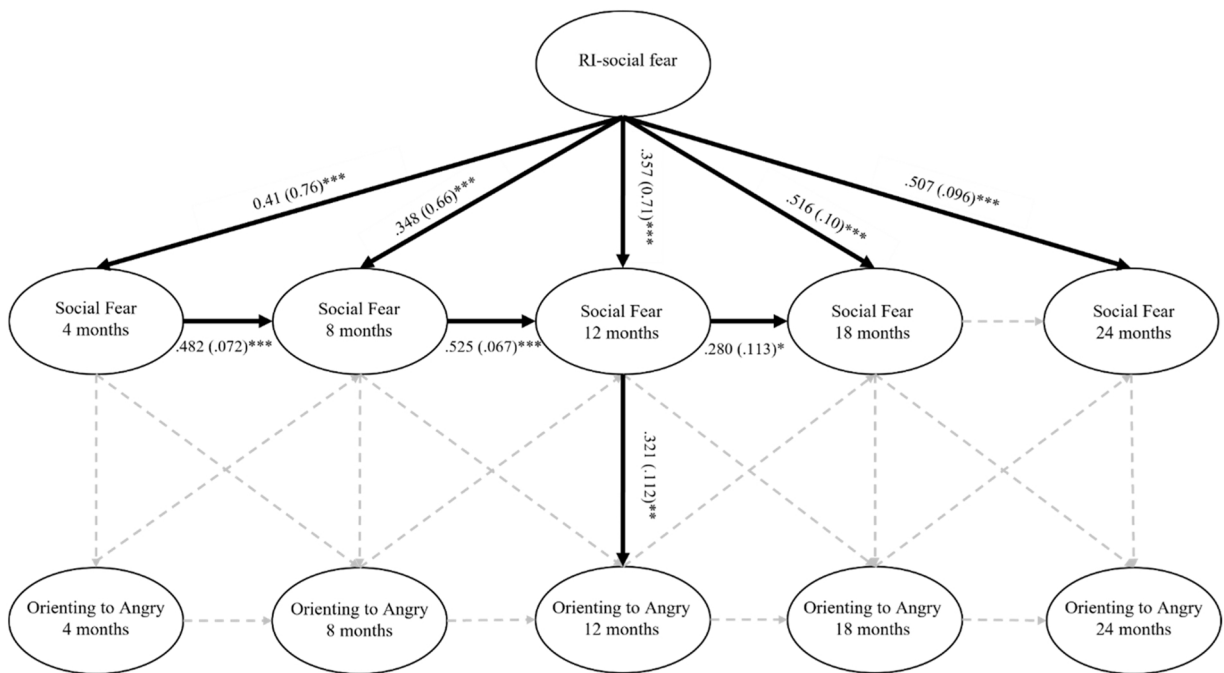 RI-social fear
0.41 (0.76)***
.348 (0.66)***
.357 (0.71)****
.516 (.10)***
.507 (.096)***
Social Fear
4 months
Social Fear
8 months
Social Fear
12 months
Social Fear
18 months
Social Fear
24 months
.482 (.072)***
.525 (.067)***
.280 (.113)*
.321 (.112)**
Orienting to Angry
4 months
Orienting to Angry
8 months
Orienting to Angry
12 months
Orienting to Angry
18 months
Orienting to Angry
24 months